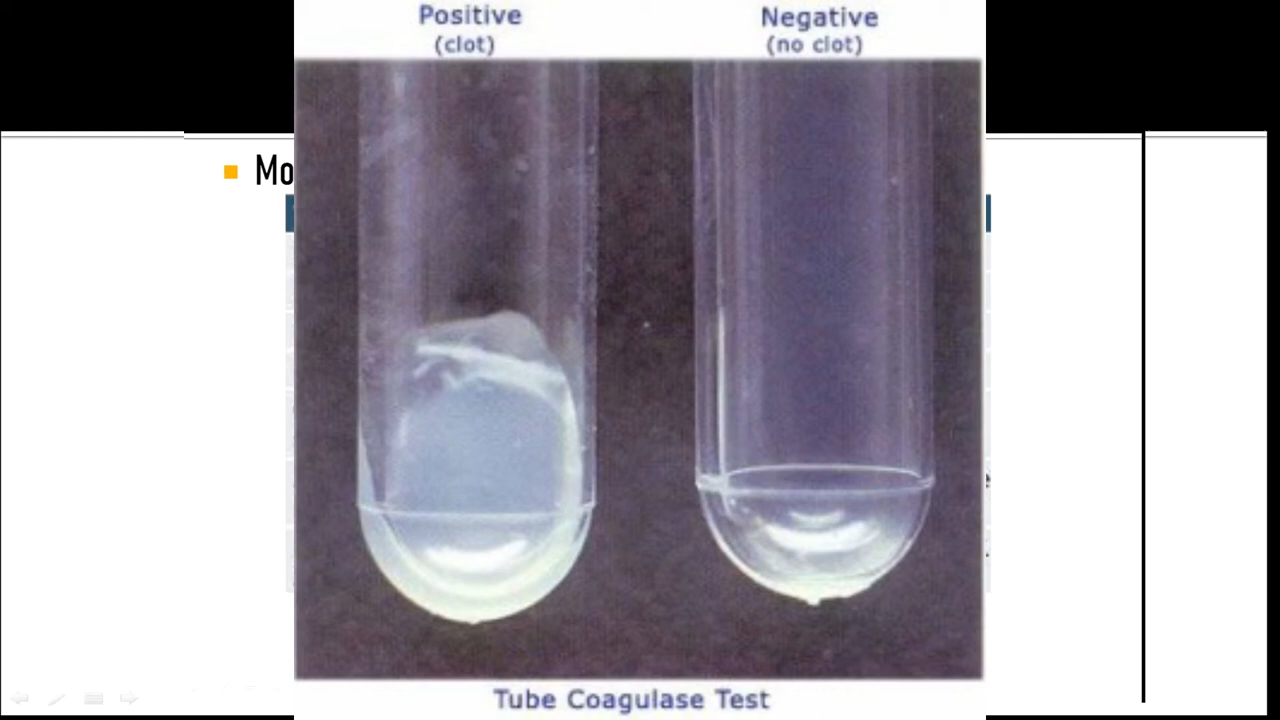 Positive
(clot)
Negative
(no clot)
Mo
Tube Coagulase Test